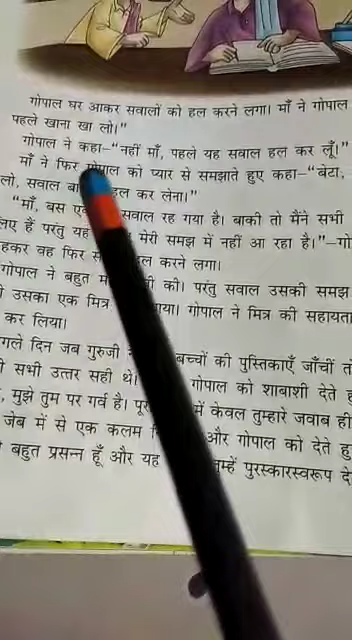 गोपाल घर आकर सवालों को हल करने लगा। माँ ने गोपाल
पहले खाना खा लो।"
गोपाल ने कहा–"नहीं माँ, पहले यह सवाल हल कर लूँ।"
माँ ने फिर गोपाल को प्यार से समझाते हुए कहा–"बेटा,
लो, सवाल हल कर लेना।"
"माँ, बस सवाल रह गया है। बाकी तो मैंने सभी
लिए हैं परंतु यह मेरी समझ में नहीं आ रहा है।"–गो
कहकर वह फिर हल करने लगा।
गोपाल ने बहुत की। परंतु सवाल उसकी समझ
उसका एक मित्र गोपाल ने मित्र की सहायता
कर लिया।
गले दिन जब गुरुजी बच्चों की पुस्तिकाएँ जाँचीं त
सभी उत्तर सही थे। गोपाल को शाबाशी देते ह
मुझे तुम पर गर्व है। में केवल तुम्हारे जवाब ही
जेब में से एक कलम और गोपाल को देते हु
बहुत प्रसन्न हूँ और यह तुम्हें पुरस्कारस्वरूप दे